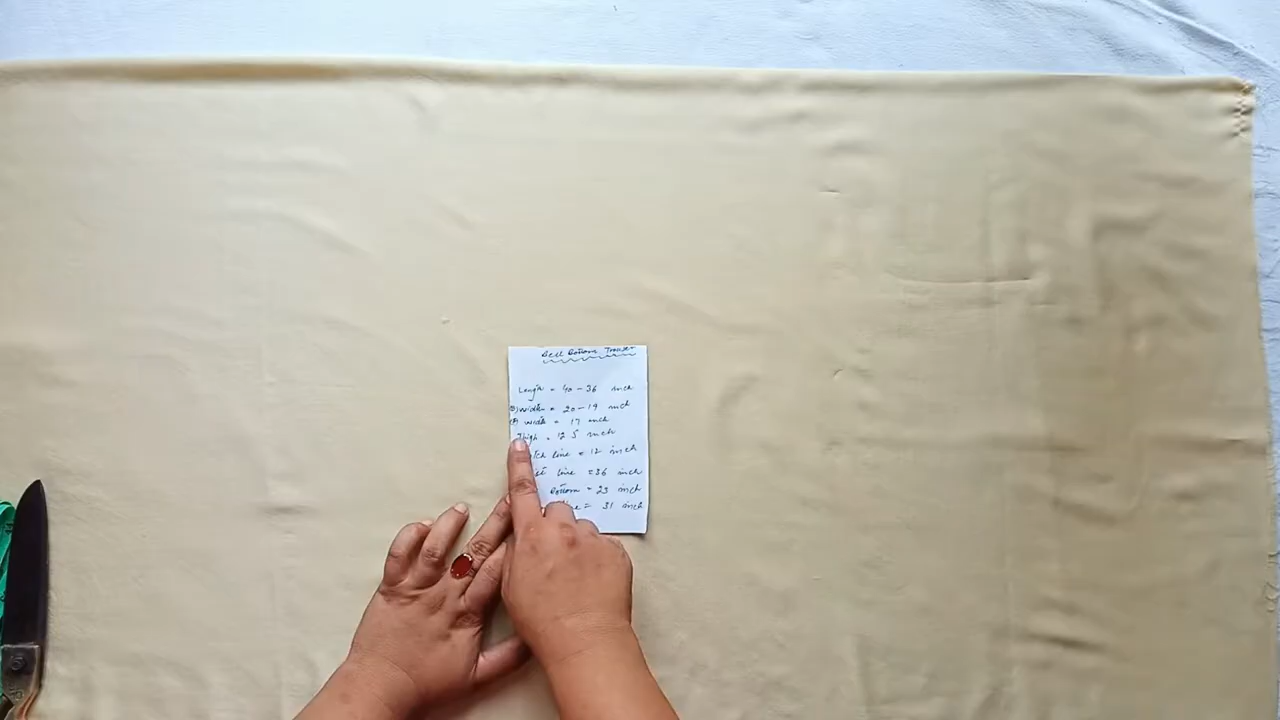 Bell Bottom Trouser
Length = 40 - 36 inch
width = 20 - 19 inch
width = 17 inch
Thigh = 12.5 inch
line = 12 inch
line = 36 inch
Bottom = 23 inch
= 31 inch